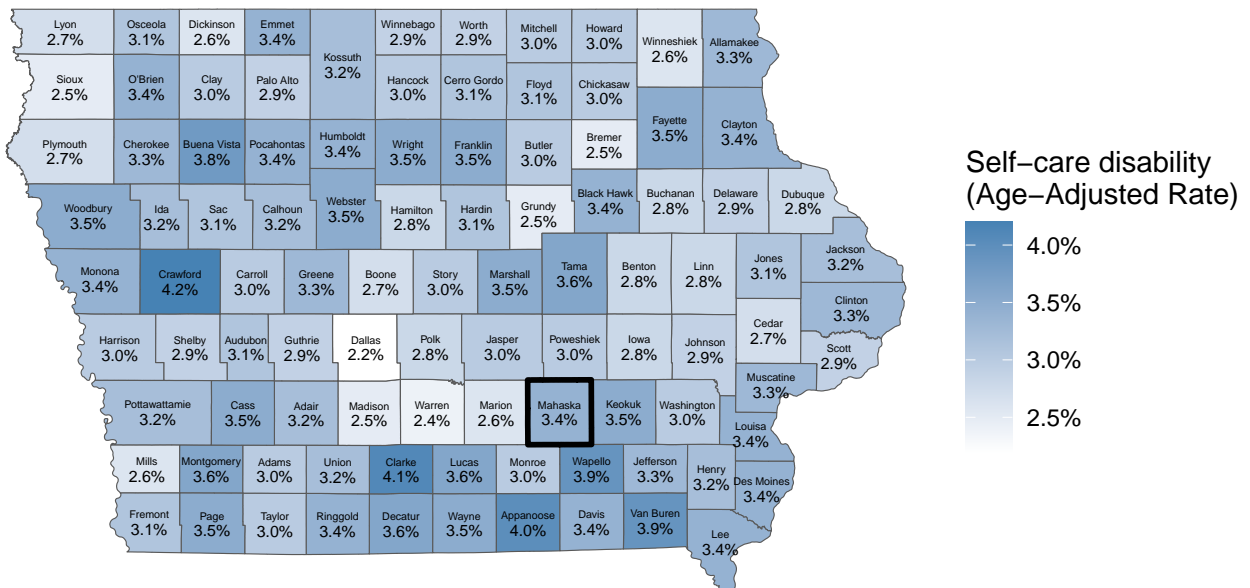 Lyon
2.7%
Osceola
3.1%
Dickinson
2.6%
Emmet
3.4%
Kossuth
3.2%
Winnebago
2.9%
Worth
2.9%
Mitchell
3.0%
Howard
3.0%
Winneshiek
2.6%
Allamakee
3.3%
Sioux
2.5%
O'Brien
3.4%
Clay
3.0%
Palo Alto
2.9%
Hancock
3.0%
Cerro Gordo
3.1%
Floyd
3.1%
Chickasaw
3.0%
Fayette
3.5%
Clayton
3.4%
Plymouth
2.7%
Cherokee
3.3%
Buena Vista
3.8%
Pocahontas
3.4%
Humboldt
3.4%
Wright
3.5%
Franklin
3.5%
Butler
3.0%
Bremer
2.5%
Woodbury
3.5%
Ida
3.2%
Sac
3.1%
Calhoun
3.2%
Webster
3.5%
Hamilton
2.8%
Hardin
3.1%
Grundy
2.5%
Black Hawk
3.4%
Buchanan
2.8%
Delaware
2.9%
Dubuque
2.8%
Monona
3.4%
Crawford
4.2%
Carroll
3.0%
Greene
3.3%
Boone
2.7%
Story
3.0%
Marshall
3.5%
Tama
3.6%
Benton
2.8%
Linn
2.8%
Jones
3.1%
Jackson
3.2%
Clinton
3.3%
Harrison
3.0%
Shelby
2.9%
Audubon
3.1%
Guthrie
2.9%
Dallas
2.2%
Polk
2.8%
Jasper
3.0%
Poweshiek
3.0%
Iowa
2.8%
Johnson
2.9%
Cedar
2.7%
Scott
2.9%
Muscatine
3.3%
Pottawattamie
3.2%
Cass
3.5%
Adair
3.2%
Madison
2.5%
Warren
2.4%
Marion
2.6%
Mahaska
3.4%
Keokuk
3.5%
Washington
3.0%
Louisa
3.4%
Mills
2.6%
Montgomery
3.6%
Adams
3.0%
Union
3.2%
Clarke
4.1%
Lucas
3.6%
Monroe
3.0%
Wapello
3.9%
Jefferson
3.3%
Henry
3.2%
Des Moines
3.4%
Fremont
3.1%
Page
3.5%
Taylor
3.0%
Ringgold
3.4%
Decatur
3.6%
Wayne
3.5%
Appanoose
4.0%
Davis
3.4%
Van Buren
3.9%
Lee
3.4%
Self−care disability
(Age−Adjusted Rate)
4.0%
3.5%
3.0%
2.5%